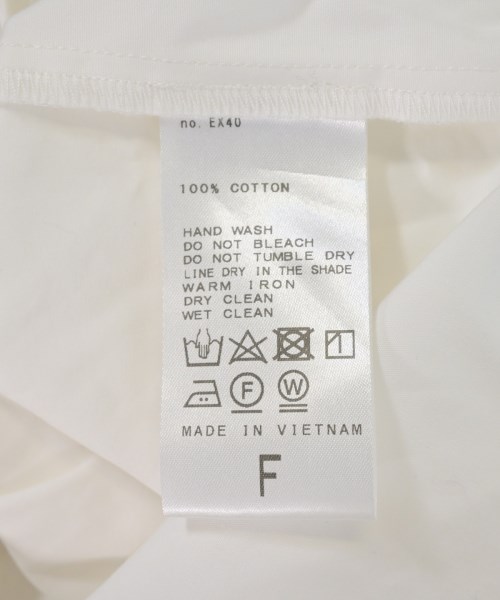 no. EX40
100% COTTON
HAND WASH
DO NOT BLEACH
DO NOT TUMBLE DRY
LINE DRY IN THE SHADE
WARM IRON
DRY CLEAN
WET CLEAN
F W
MADE IN VIETNAM
F